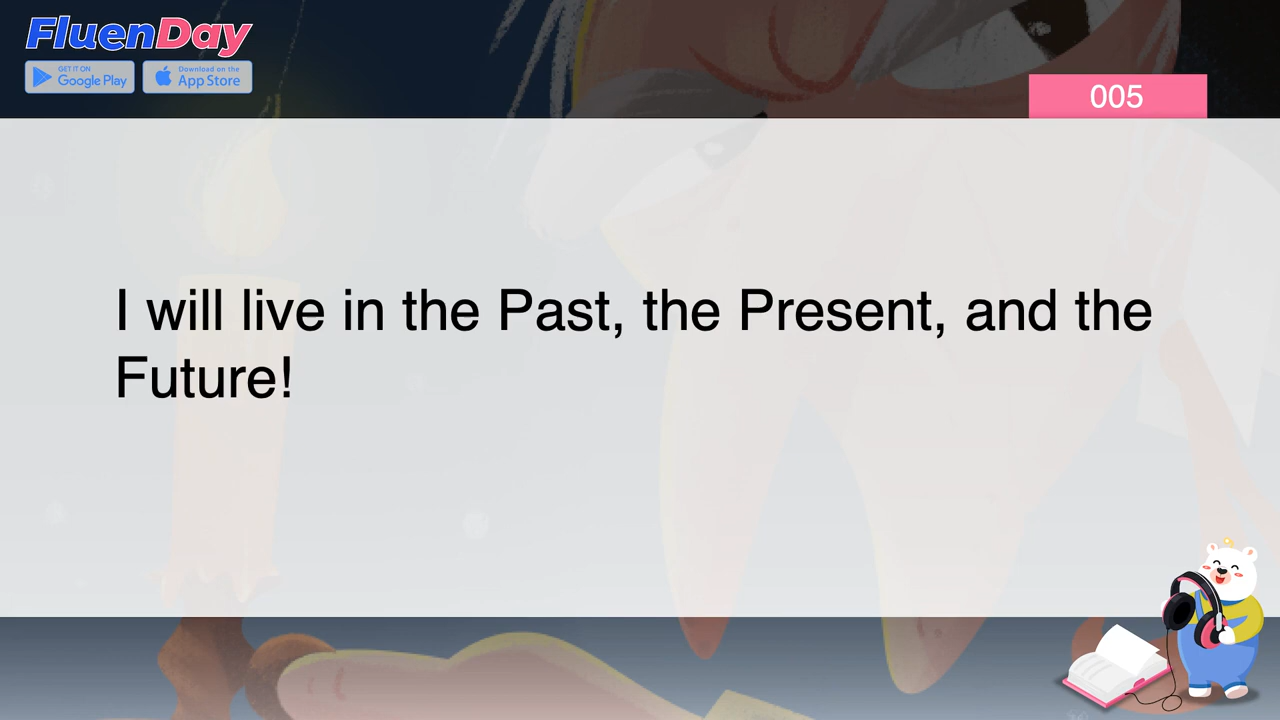 FluenDay
GET IT ON
Google Play
Download on the
App Store
005
I will live in the Past, the Present, and the
Future!